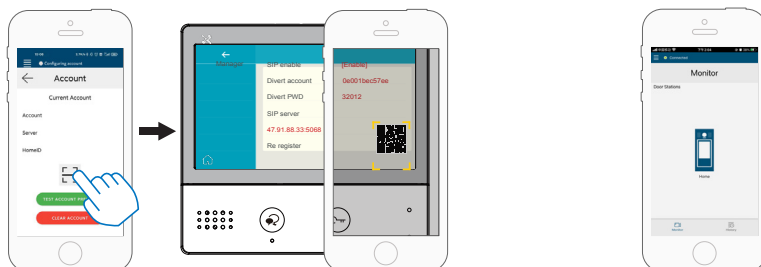 Configuring account
Account
Current Account
Account
Server
HomeID
TEST ACCOUNT
CLEAR ACCOUNT
Manager
SIP enable [Enable]
Divert account 0e001bec57ee
Divert PWD 32012
SIP server
47.91.88.33:5068
Re register
Connected
Monitor
Door Stations
Home
Monitor